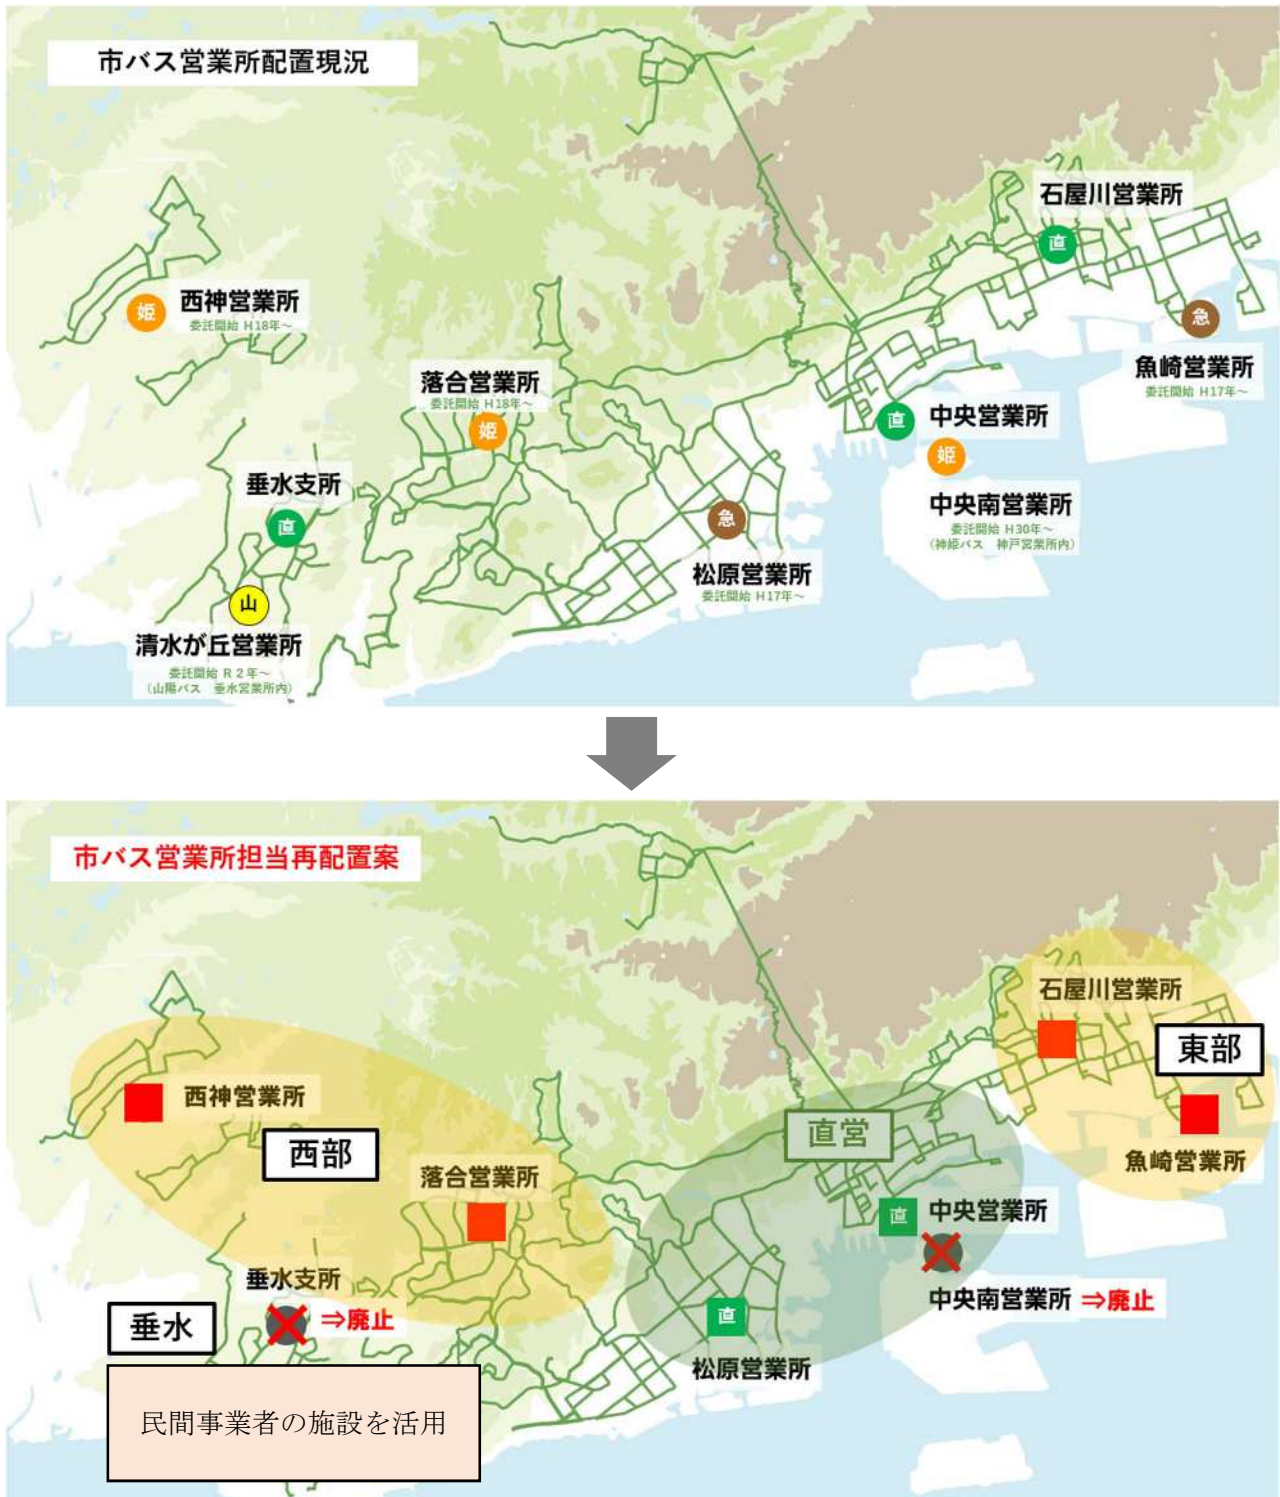 市バス営業所配置現況
石屋川営業所
直
姫
西神営業所
委託開始 H18年～
急
魚崎営業所
委託開始 H17年～
落合営業所
委託開始 H18年～
姫
直
中央営業所
姫
中央南営業所
委託開始 H30年～
（神姫バス　神戸営業所内）
垂水支所
直
急
松原営業所
委託開始 H17年～
山
清水が丘営業所
委託開始 R２年～
（山陽バス　垂水営業所内）
市バス営業所担当再配置案
石屋川営業所
東部
魚崎営業所
西神営業所
西部
落合営業所
直営
直
中央営業所
中央南営業所 ⇒廃止
垂水支所
⇒廃止
垂水
直
松原営業所
民間事業者の施設を活用